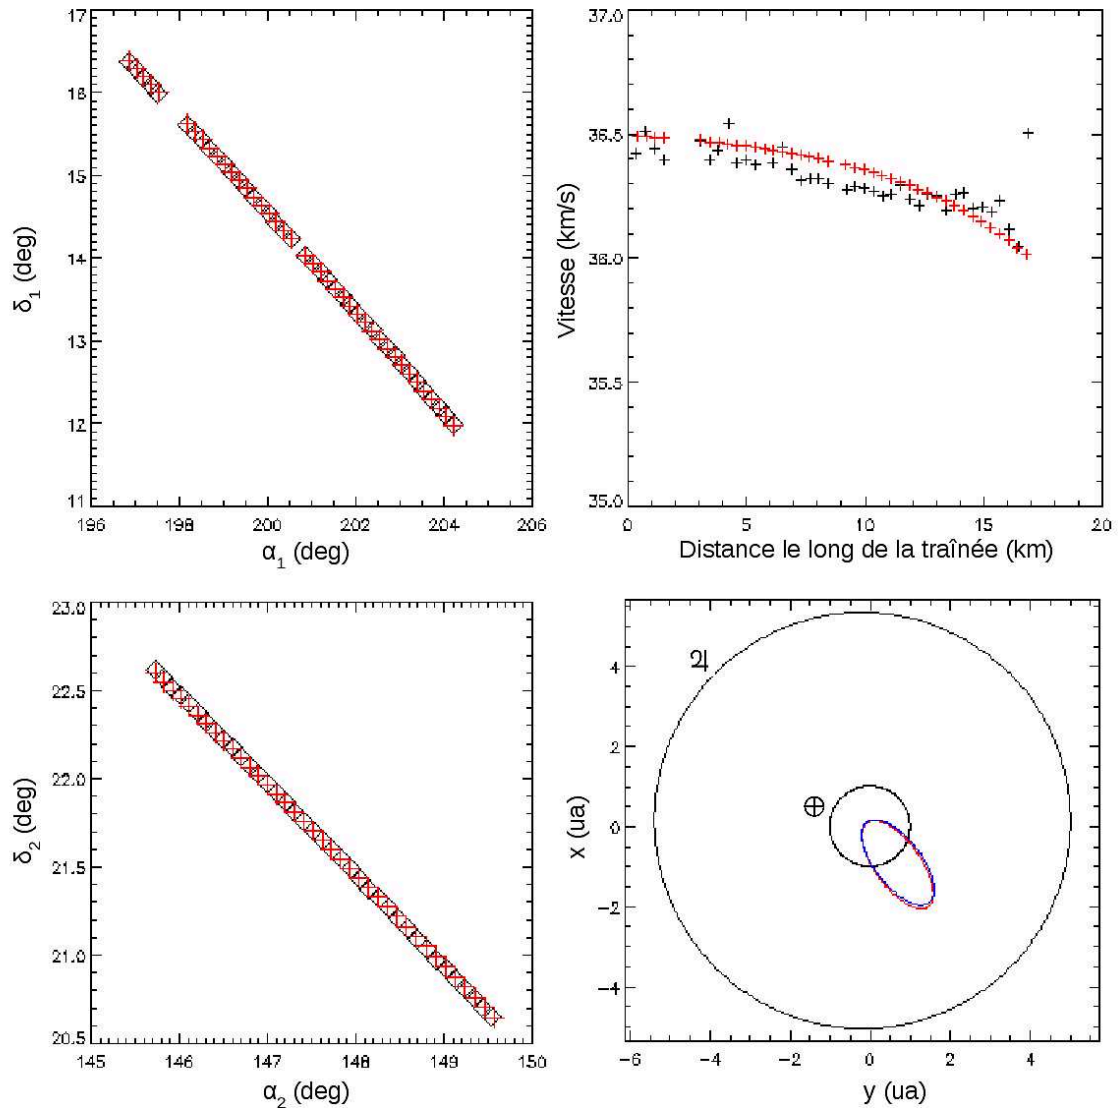 17
16
15
14
13
12
11
196 198 200 202 204 206
δ1 (deg)
α1 (deg)
37.0
36.5
36.0
35.5
35.0
0 5 10 15 20
Vitesse (km/s)
Distance le long de la traînée (km)
23.0
22.5
22.0
21.5
21.0
20.5
145 146 147 148 149 150
δ2 (deg)
α2 (deg)
♃
⊕
4
2
0
-2
-4
-6 -4 -2 0 2 4
x (ua)
y (ua)